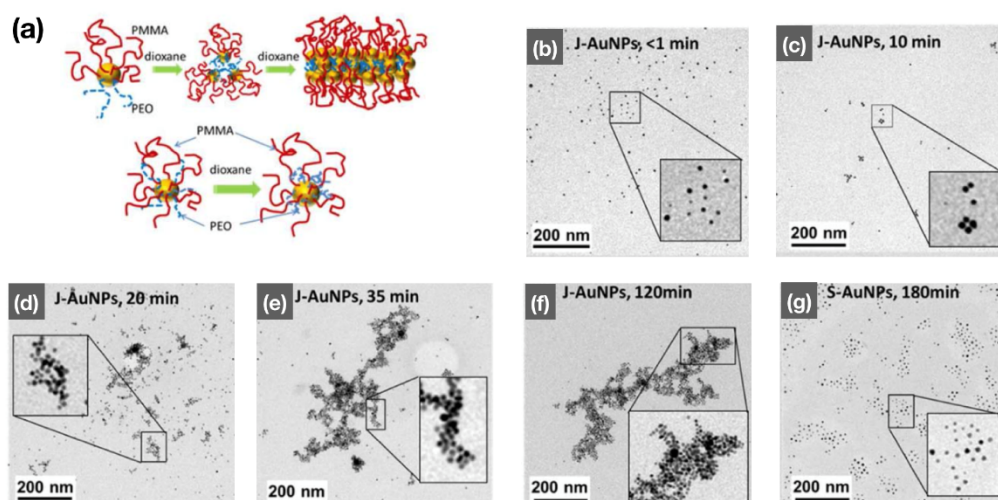 (a)
PMMA
dioxane
dioxane
PEO
PMMA
dioxane
PEO
(b) J-AuNPs, <1 min
200 nm
(c) J-AuNPs, 10 min
200 nm
(d) J-AuNPs, 20 min
200 nm
(e) J-AuNPs, 35 min
200 nm
(f) J-AuNPs, 120min
200 nm
(g) S-AuNPs, 180min
200 nm